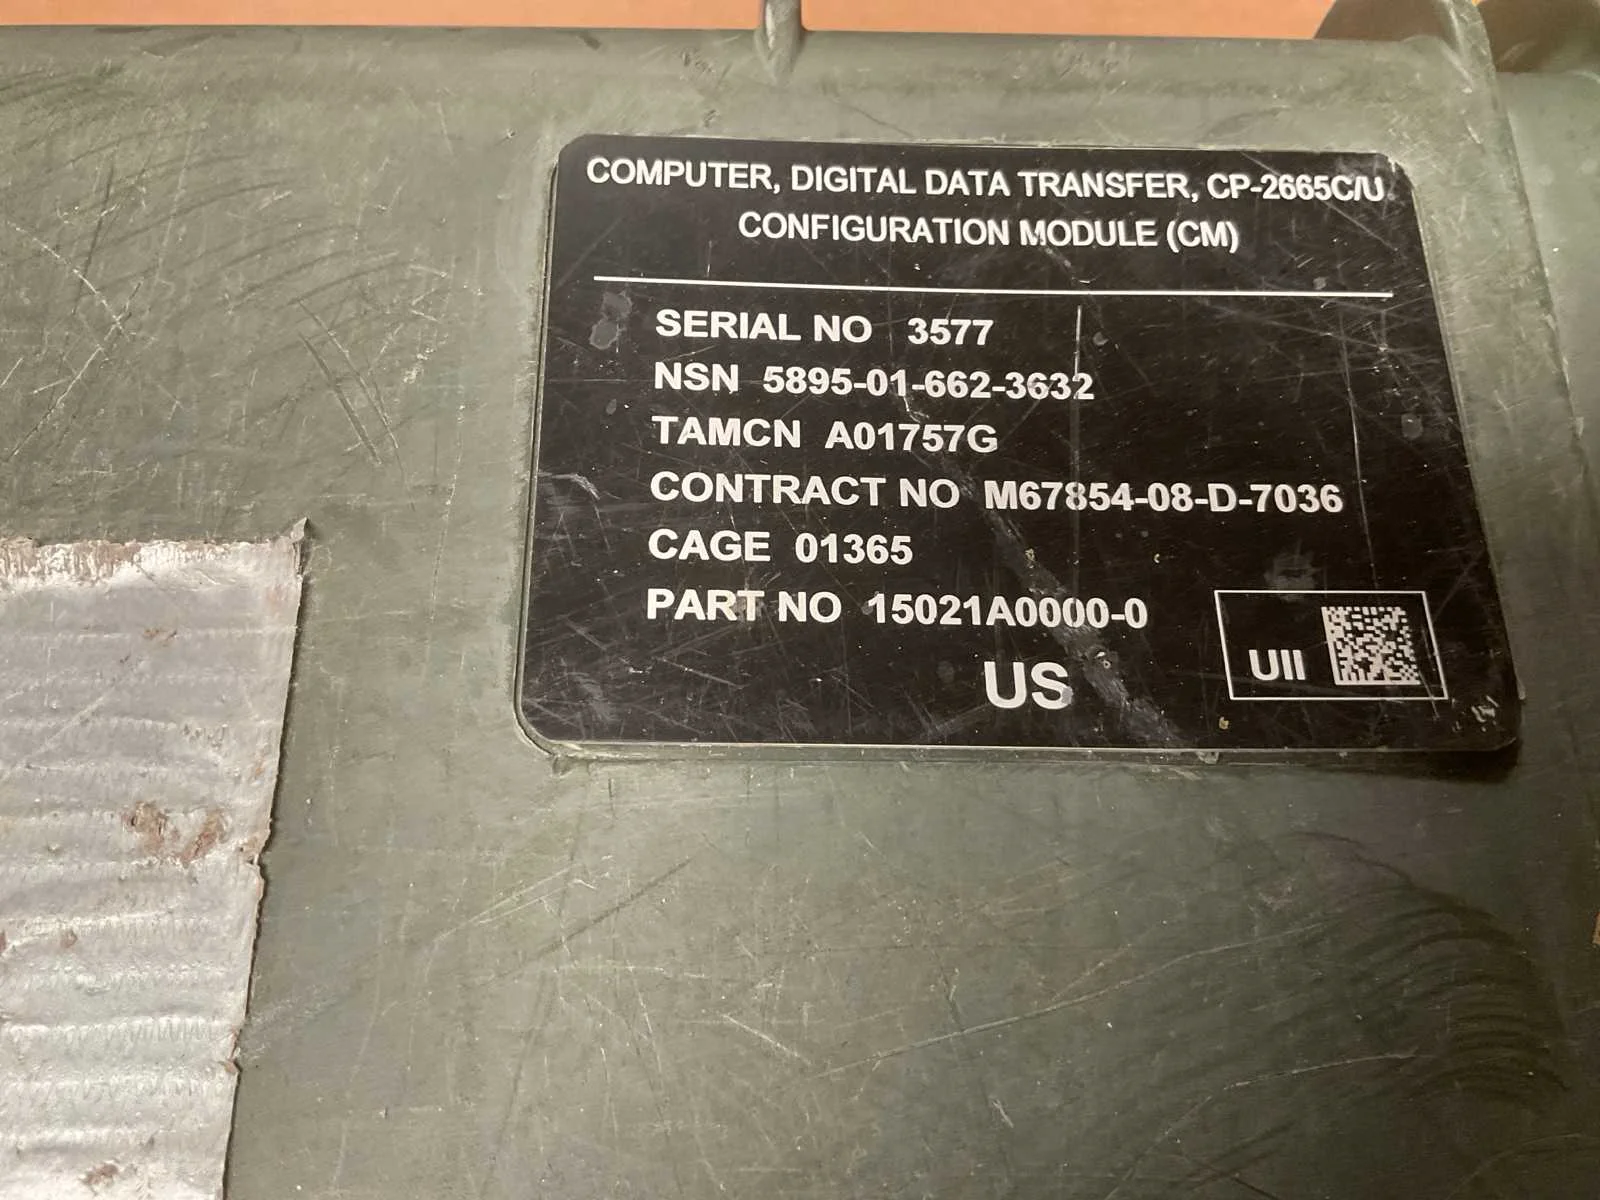 COMPUTER, DIGITAL DATA TRANSFER, CP-2665C/U
CONFIGURATION MODULE (CM)
SERIAL NO 3577
NSN 5895-01-662-3632
TAMCN A01757G
CONTRACT NO M67854-08-D-7036
CAGE 01365
PART NO 15021A0000-0
US
UII